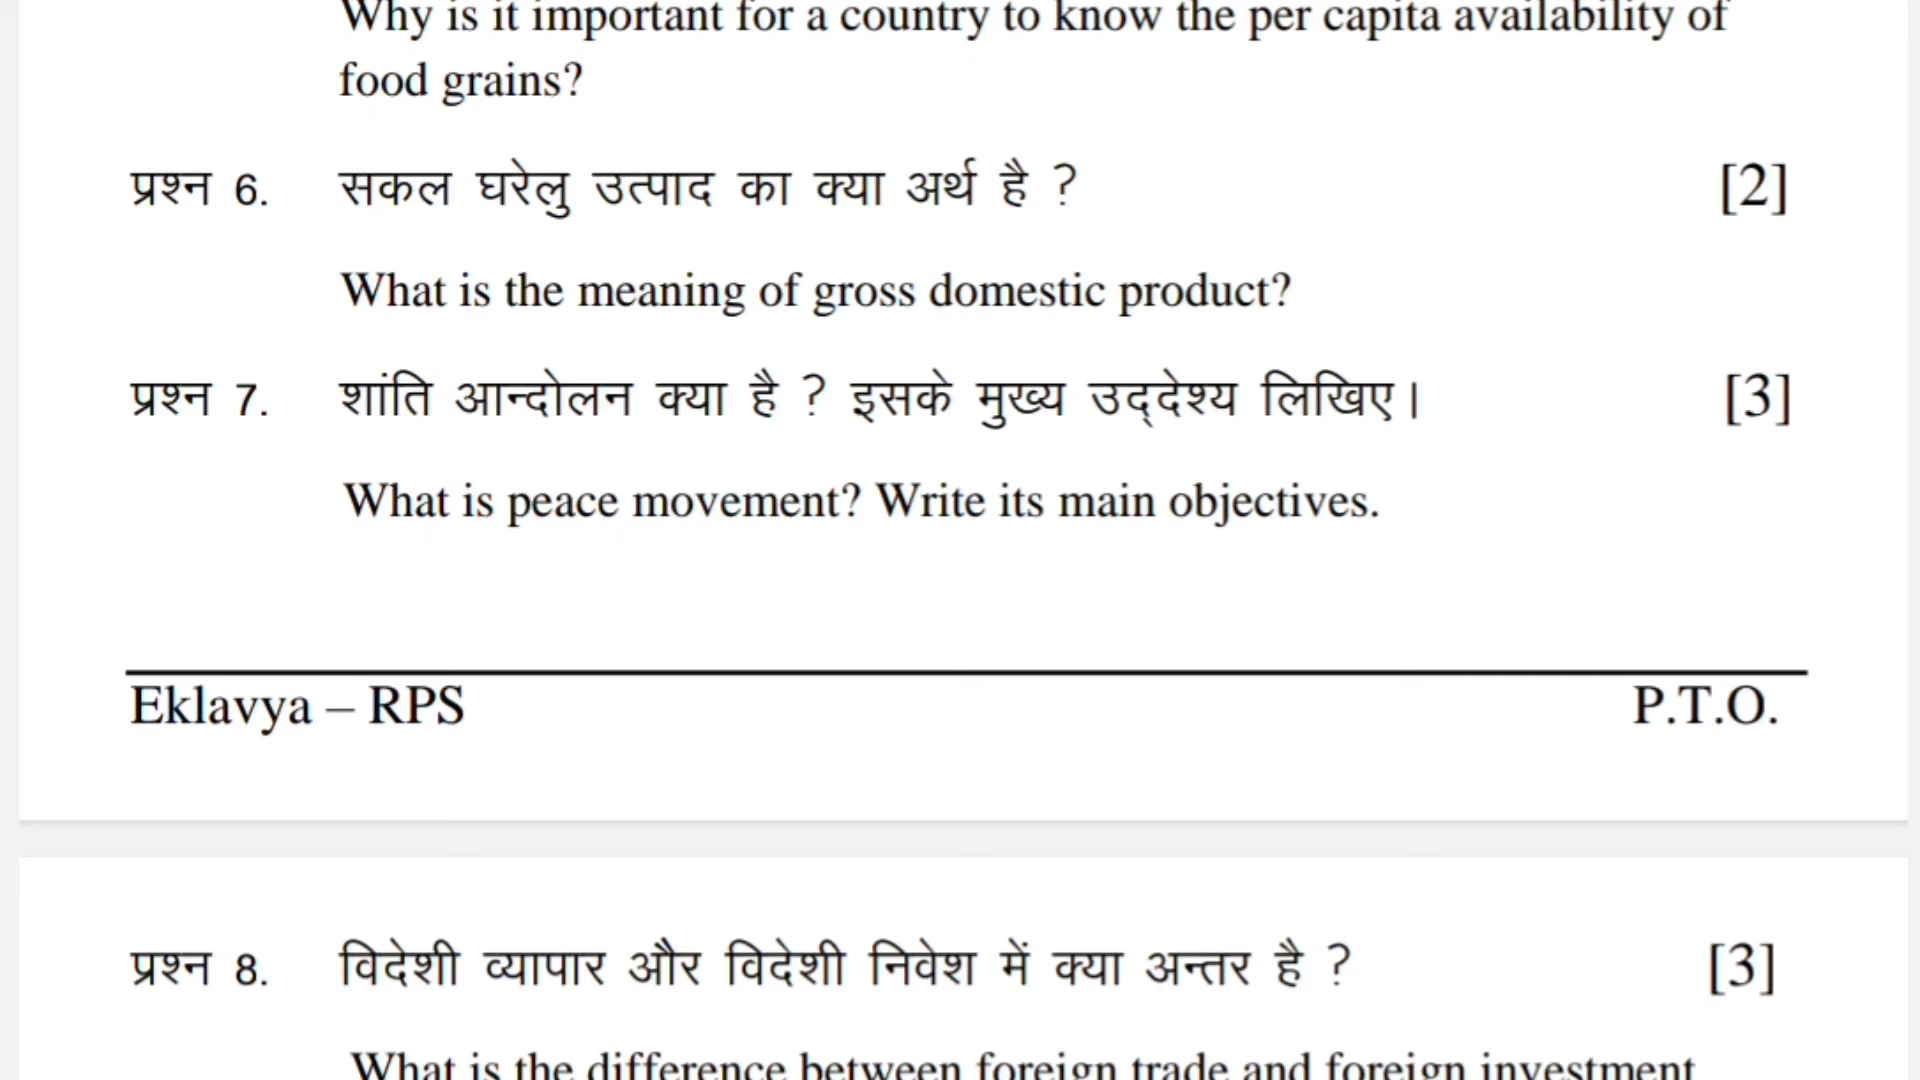 Why is it important for a country to know the per capita availability of
food grains?
प्रश्न 6. सकल घरेलु उत्पाद का क्या अर्थ है ? [2]
What is the meaning of gross domestic product?
प्रश्न 7. शांति आन्दोलन क्या है ? इसके मुख्य उद्‌देश्य लिखिए। [3]
What is peace movement? Write its main objectives.
Eklavya – RPS P.T.O.
प्रश्न 8. विदेशी व्यापार और विदेशी निवेश में क्या अन्तर है ? [3]
What is the difference between foreign trade and foreign investment